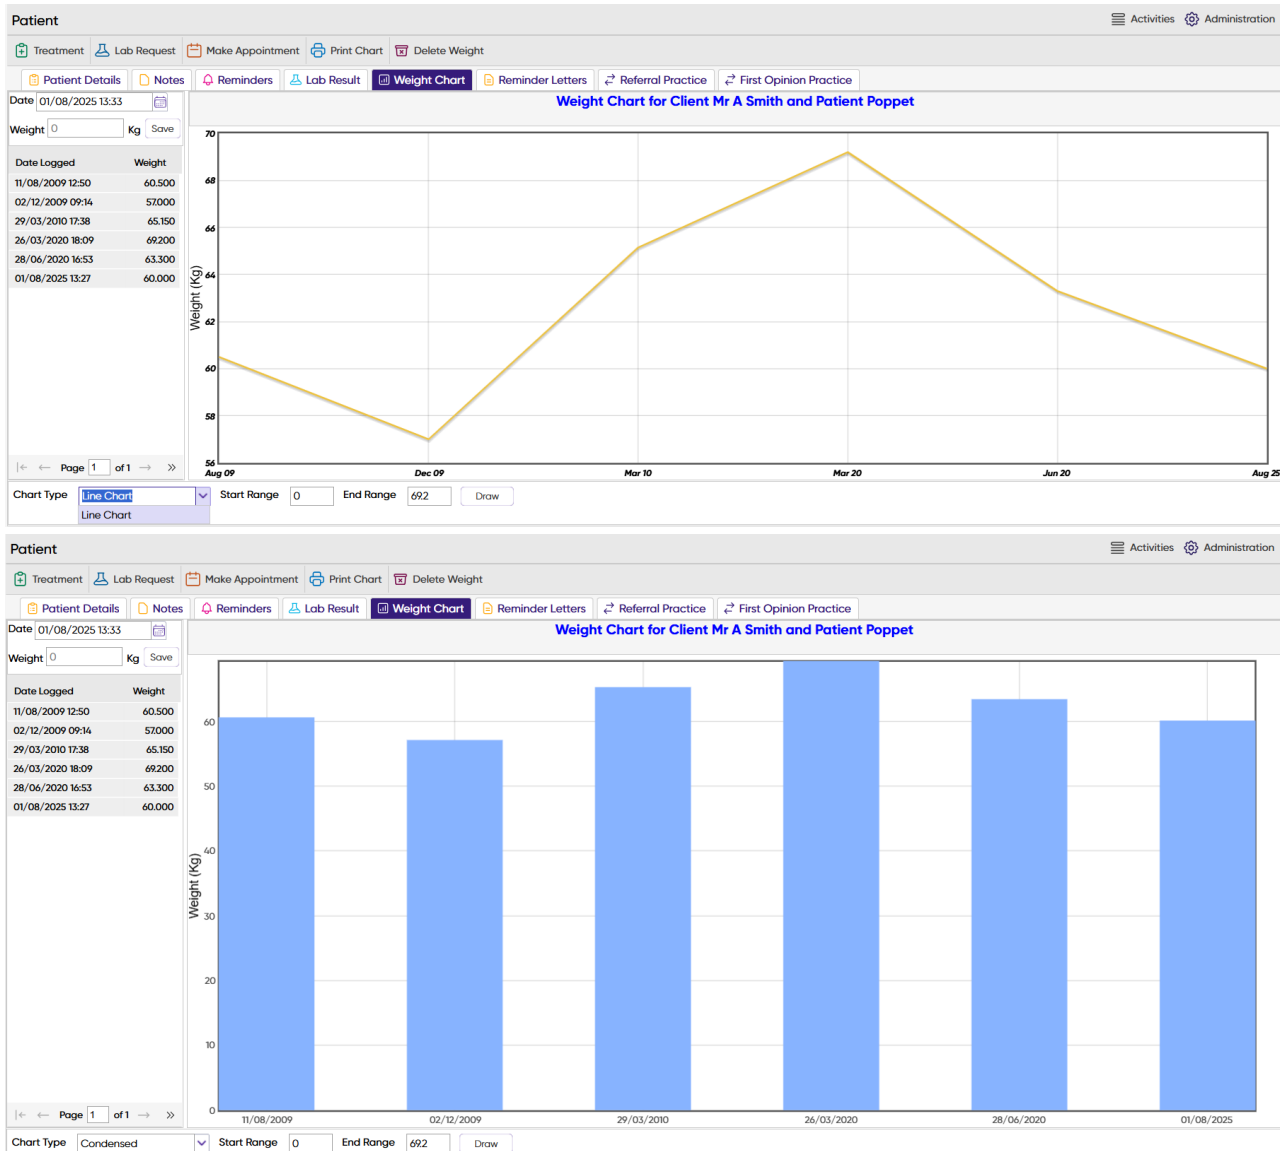 Patient
Activities Administration
Treatment Lab Request Make Appointment Print Chart Delete Weight
Patient Details Notes Reminders Lab Result Weight Chart Reminder Letters Referral Practice First Opinion Practice
Date 01/08/2025 13:33
Weight Chart for Client Mr A Smith and Patient Poppet
Weight 0 Kg Save
Date Logged Weight
11/08/2009 12:50 60.500
02/12/2009 09:14 57.000
29/03/2010 17:38 65.150
26/03/2020 18:09 69.200
28/06/2020 16:53 63.300
01/08/2025 13:27 60.000
70
68
66
64
62
60
58
56
Weight (Kg)
Aug 09 Dec 09 Mar 10 Mar 20 Jun 20 Aug 25
Page 1 of 1
Chart Type Line Chart Start Range 0 End Range 69.2 Draw
Line Chart
Patient
Activities Administration
Treatment Lab Request Make Appointment Print Chart Delete Weight
Patient Details Notes Reminders Lab Result Weight Chart Reminder Letters Referral Practice First Opinion Practice
Date 01/08/2025 13:33
Weight Chart for Client Mr A Smith and Patient Poppet
Weight 0 Kg Save
Date Logged Weight
11/08/2009 12:50 60.500
02/12/2009 09:14 57.000
29/03/2010 17:38 65.150
26/03/2020 18:09 69.200
28/06/2020 16:53 63.300
01/08/2025 13:27 60.000
60
50
40
30
20
10
0
Weight (Kg)
11/08/2009 02/12/2009 29/03/2010 26/03/2020 28/06/2020 01/08/2025
Page 1 of 1
Chart Type Condensed Start Range 0 End Range 69.2 Draw